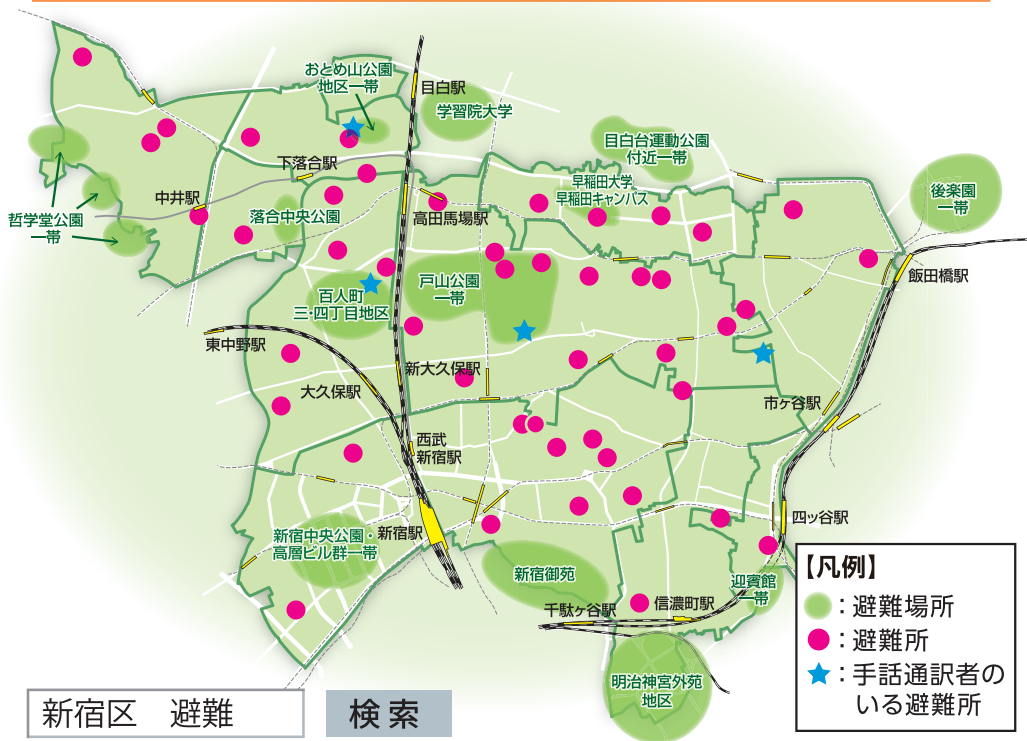 おとめ山公園
地区一帯
目白駅
学習院大学
目白台運動公園
付近一帯
下落合駅
早稲田大学
早稲田キャンパス
後楽園
一帯
中井駅
哲学堂公園
一帯
落合中央公園
高田馬場駅
飯田橋駅
戸山公園
一帯
百人町
三・四丁目地区
東中野駅
新大久保駅
大久保駅
市ヶ谷駅
西武
新宿駅
新宿駅
四ッ谷駅
新宿中央公園・
高層ビル群一帯
新宿御苑
迎賓館
一帯
千駄ヶ谷駅
信濃町駅
明治神宮外苑
地区
【凡例】
：避難場所
：避難所
：手話通訳者の
いる避難所
新宿区　避難
検索